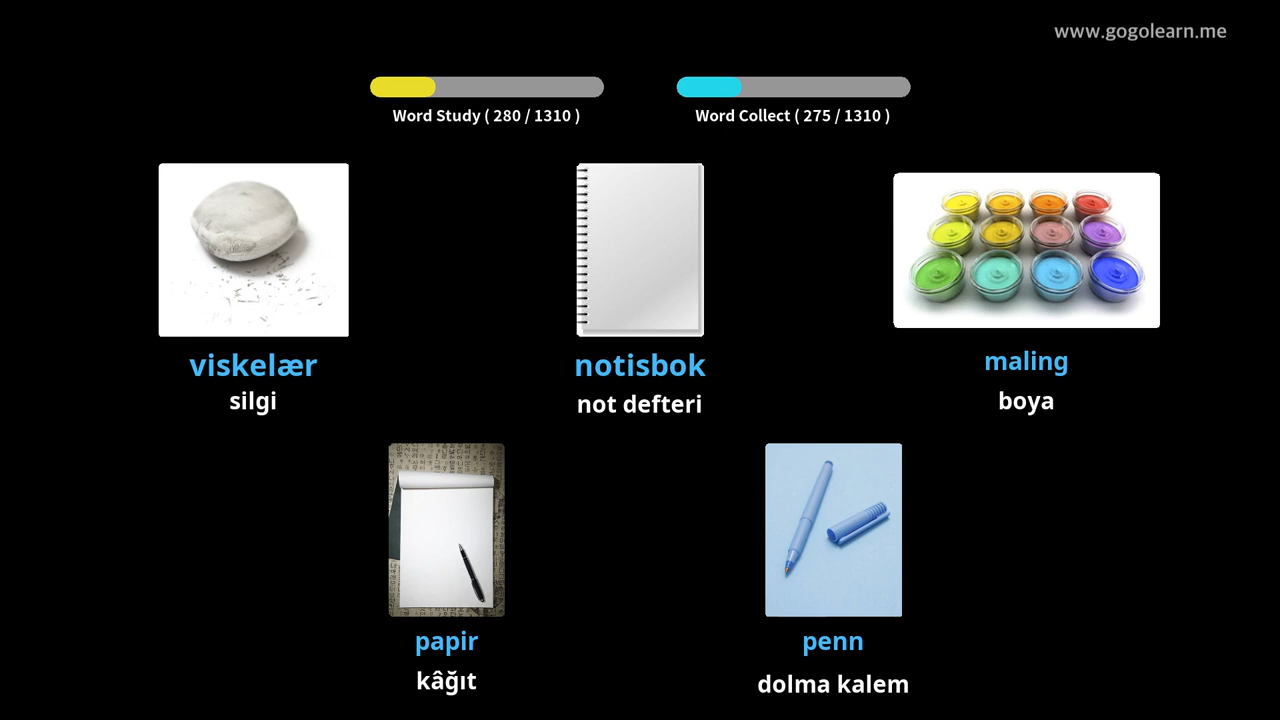 www.gogolearn.me
Word Study ( 280 / 1310 )
Word Collect ( 275 / 1310 )
viskelær
silgi
notisbok
not defteri
maling
boya
papir
kâğıt
penn
dolma kalem